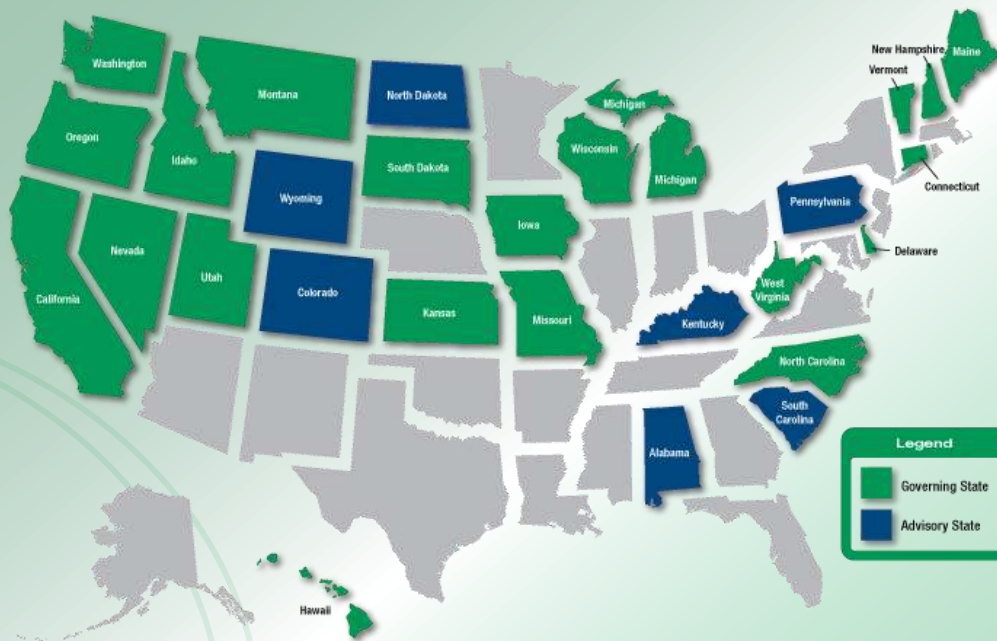 New Hampshire
Maine
Vermont
Washington
Montana
North Dakota
Michigan
Oregon
Wisconsin
Idaho
South Dakota
Michigan
Connecticut
Wyoming
Pennsylvania
Iowa
Nevada
Delaware
Utah
West
Virginia
California
Colorado
Kansas
Missouri
Kentucky
North Carolina
South
Carolina
Alabama
Legend
Governing State
Advisory State
Hawaii